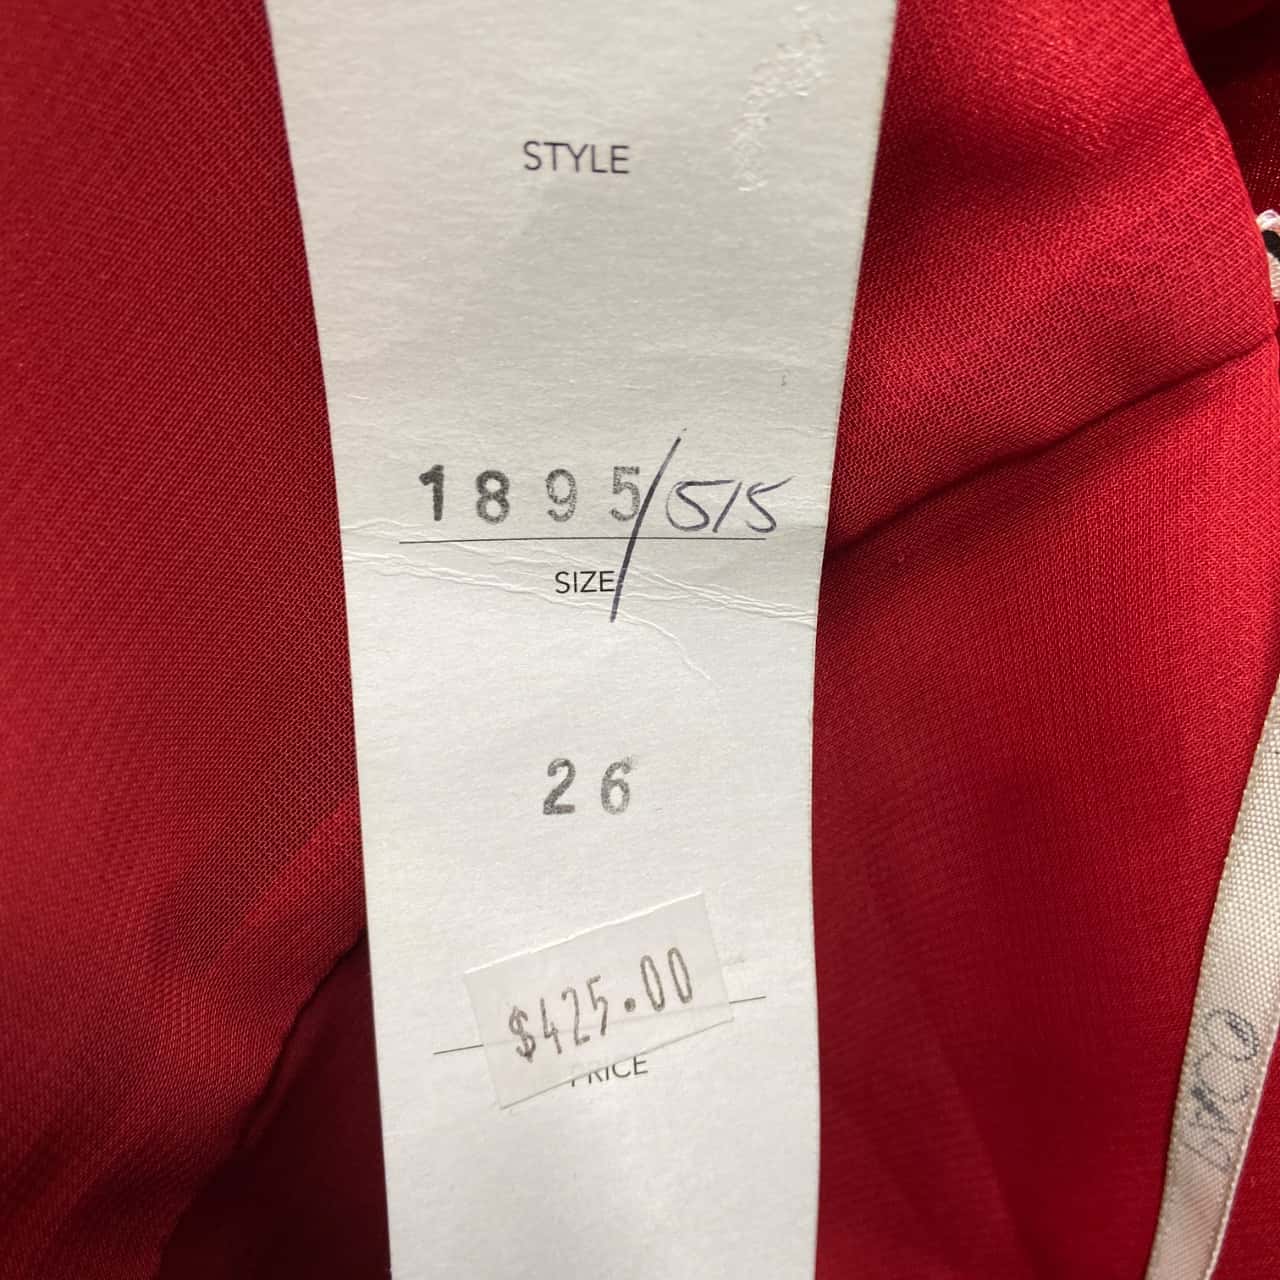 STYLE
1895/515
SIZE
26
$425.00
PRICE